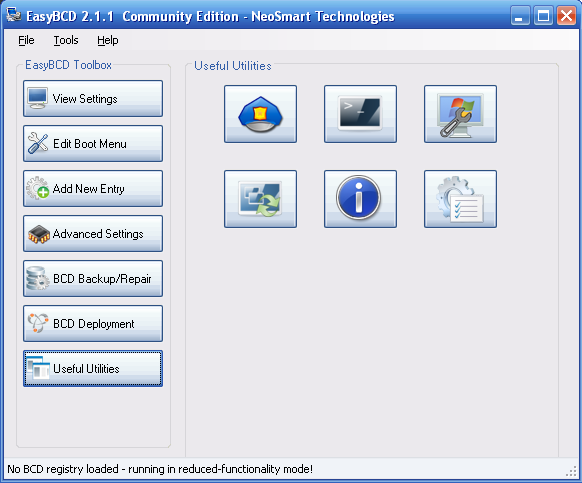 EasyBCD 2.1.1 Community Edition - NeoSmart Technologies
File Tools Help
EasyBCD Toolbox
View Settings
Edit Boot Menu
Add New Entry
Advanced Settings
BCD Backup/Repair
BCD Deployment
Useful Utilities
Useful Utilities
>_
No BCD registry loaded - running in reduced-functionality mode!